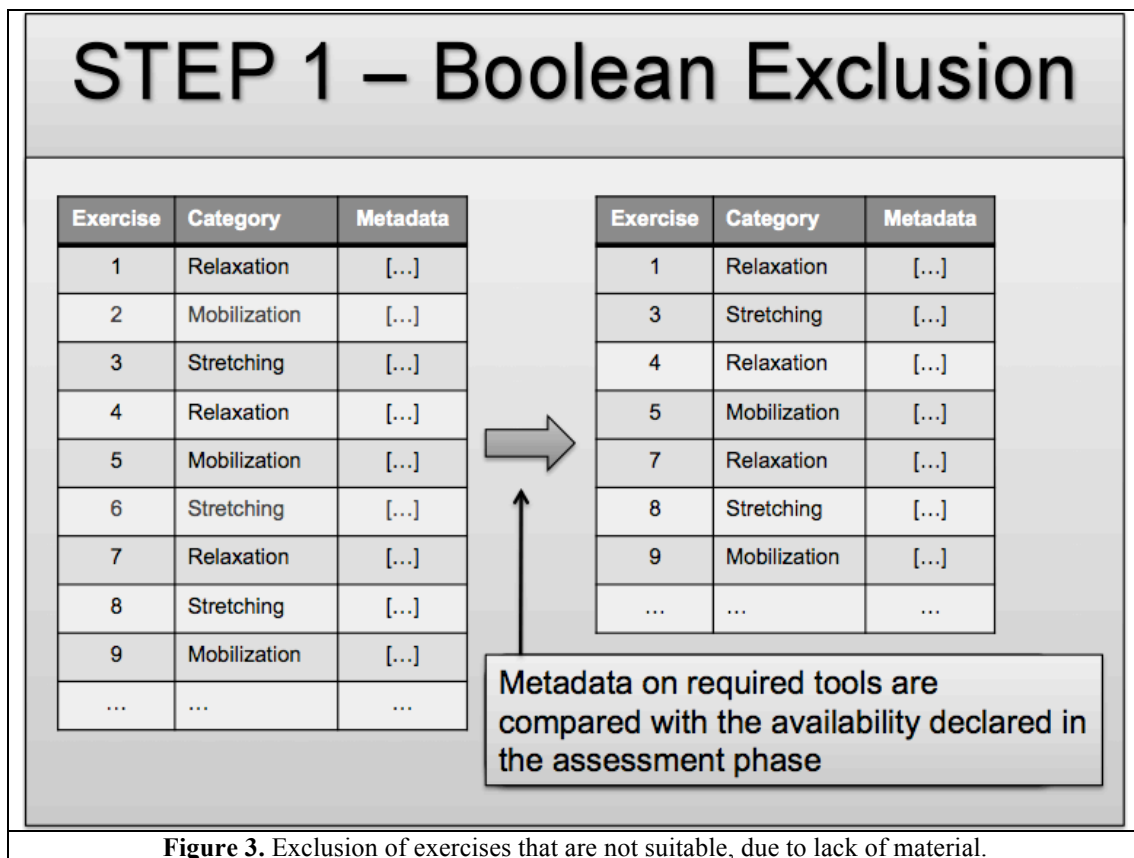 STEP 1 – Boolean Exclusion
Exercise Category Metadata
1 Relaxation [...]
2 Mobilization [...]
3 Stretching [...]
4 Relaxation [...]
5 Mobilization [...]
6 Stretching [...]
7 Relaxation [...]
8 Stretching [...]
9 Mobilization [...]
... ... ...
Exercise Category Metadata
1 Relaxation [...]
3 Stretching [...]
4 Relaxation [...]
5 Mobilization [...]
7 Relaxation [...]
8 Stretching [...]
9 Mobilization [...]
... ... ...
Metadata on required tools are
compared with the availability declared in
the assessment phase
Figure 3. Exclusion of exercises that are not suitable, due to lack of material.